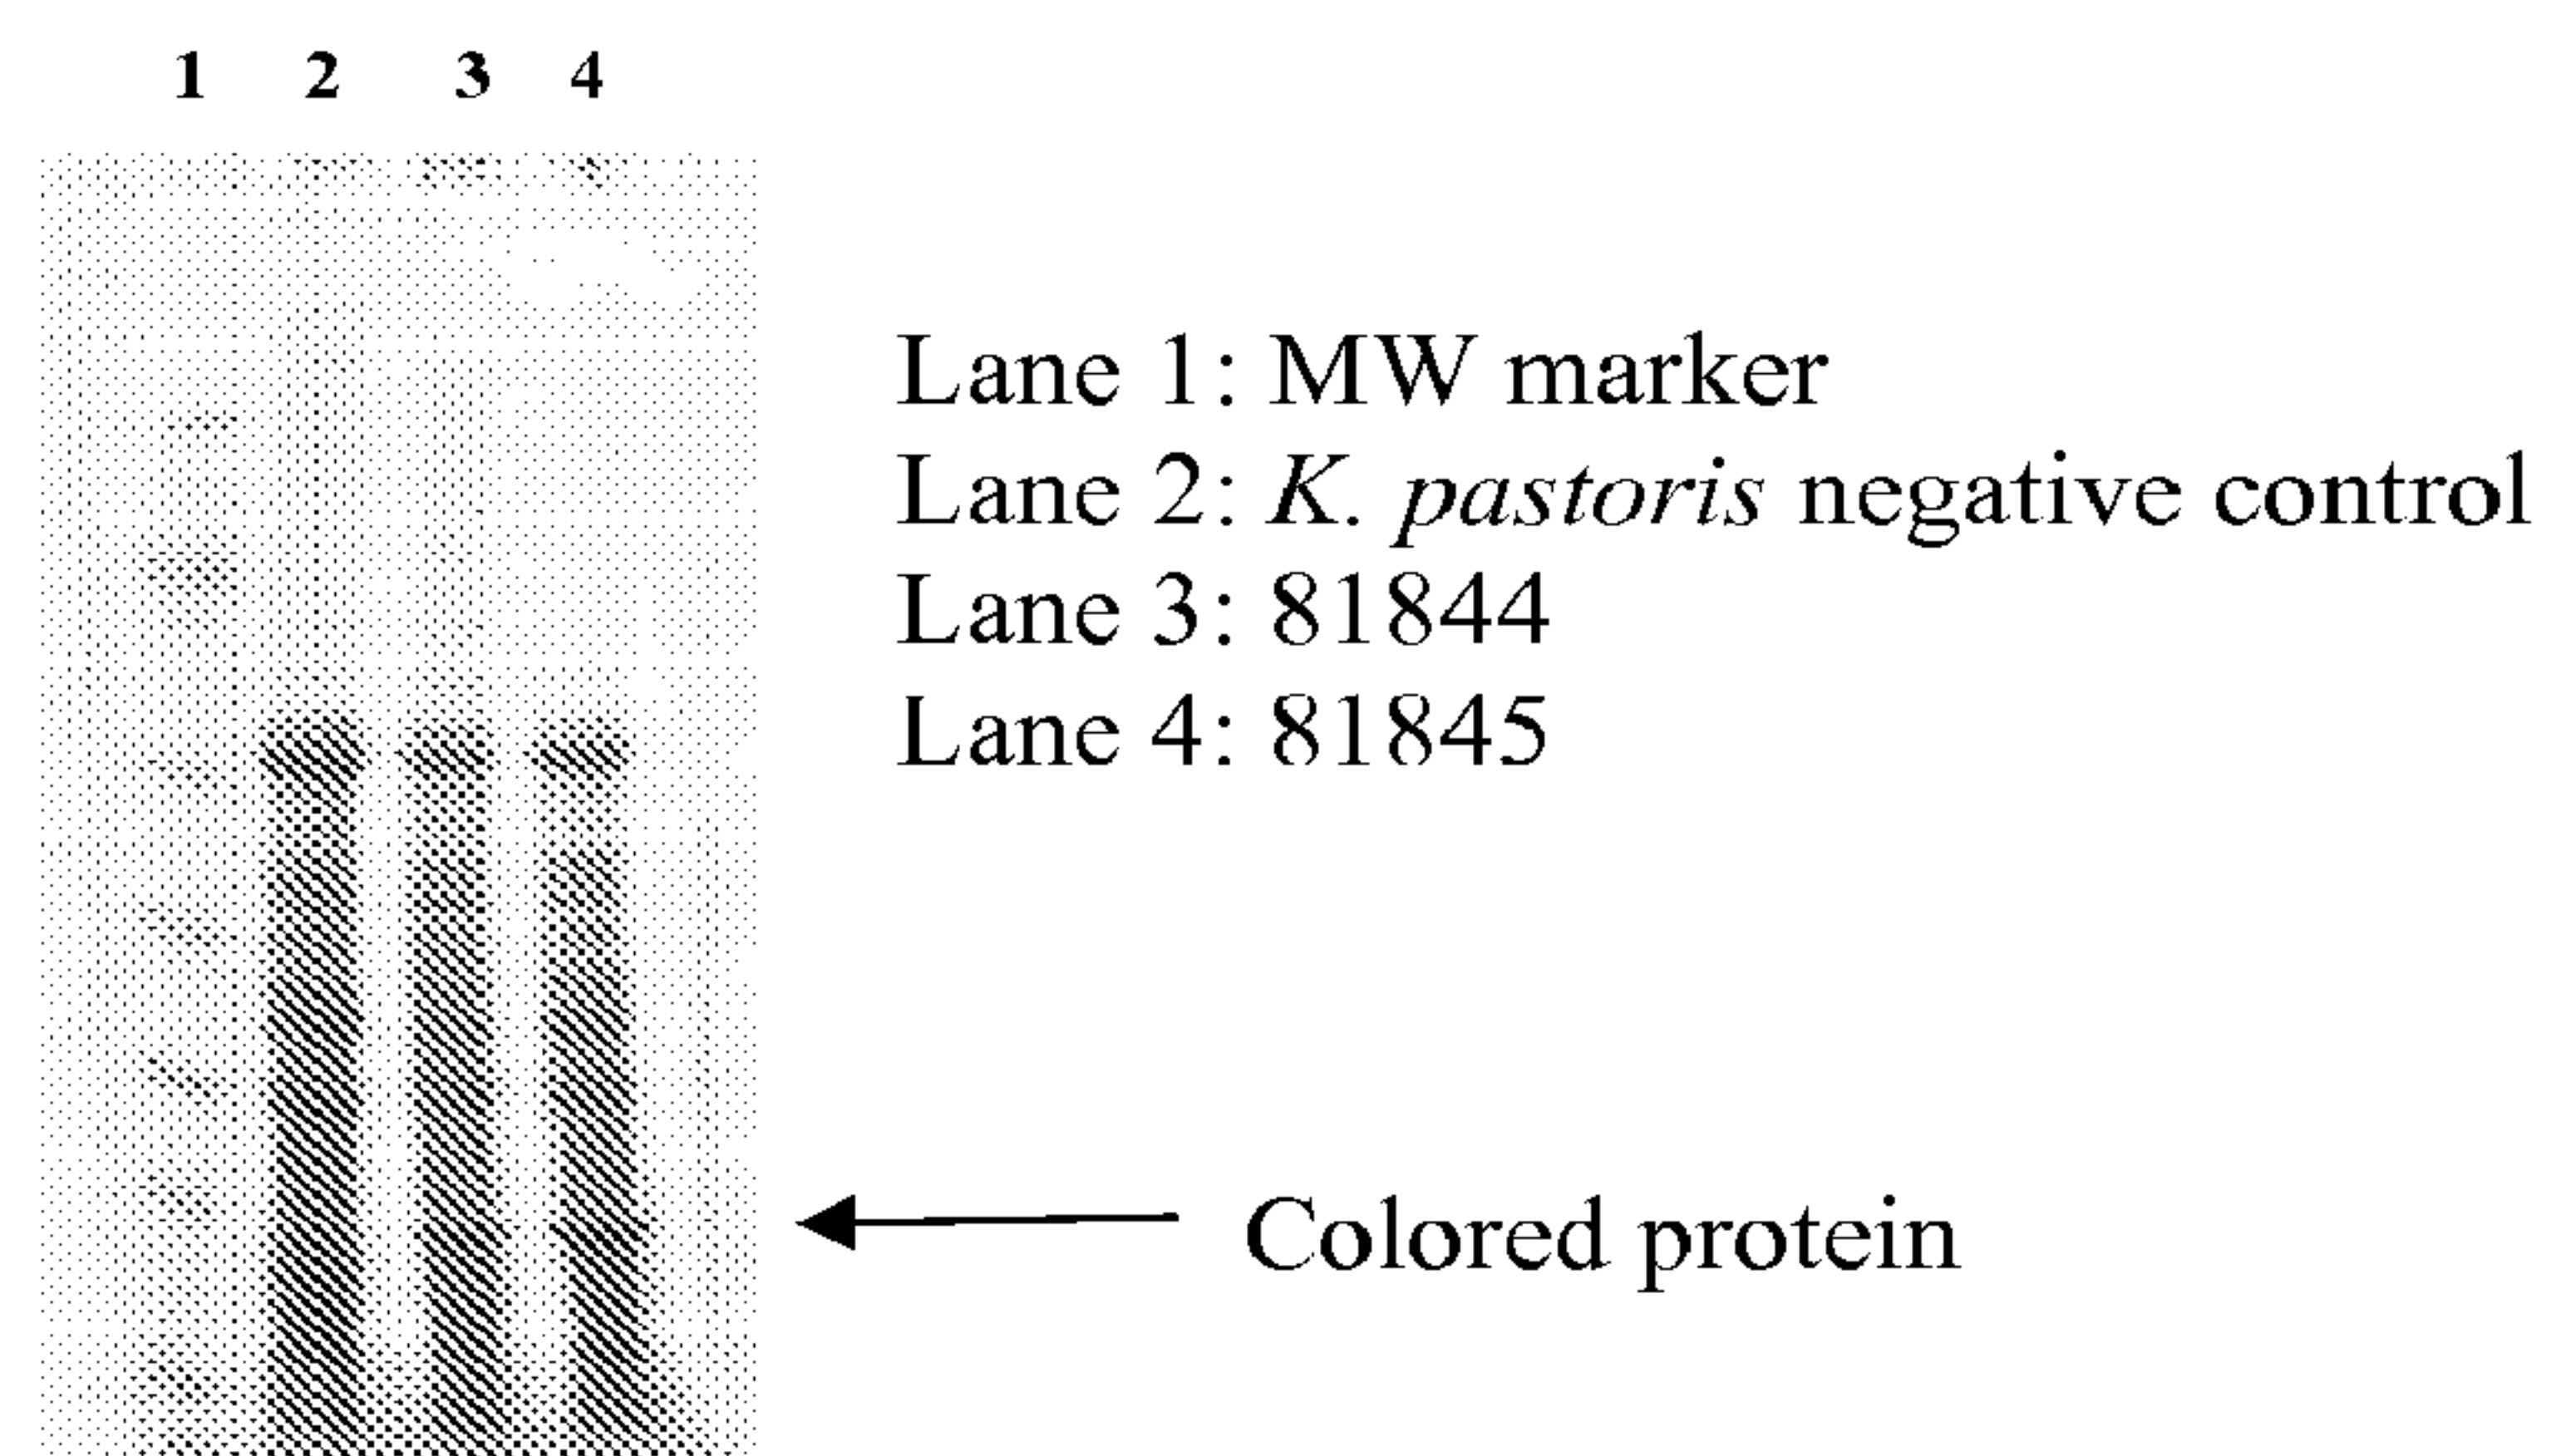 1 2 3 4
Lane 1: MW marker
Lane 2: K. pastoris negative control
Lane 3: 81844
Lane 4: 81845
Colored protein